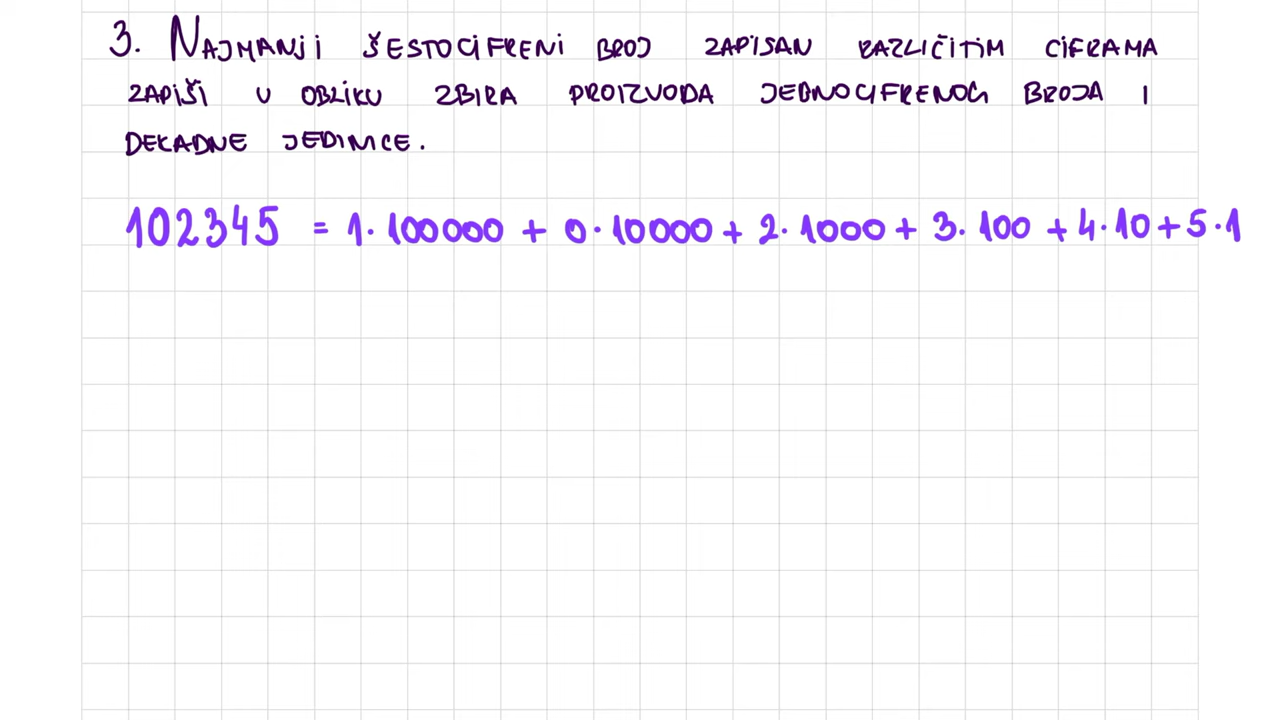 3. NAJMANJI ŠESTOCIFRENI BROJ ZAPISAN RAZLIČITIM CIFRAMA
ZAPIŠI U OBLIKU ZBIRA PROIZVODA JEDNOCIFRENOG BROJA I
DEKADNE JEDINICE.
102345 = 1·100000 + 0·10000 + 2·1000 + 3·100 + 4·10 + 5·1